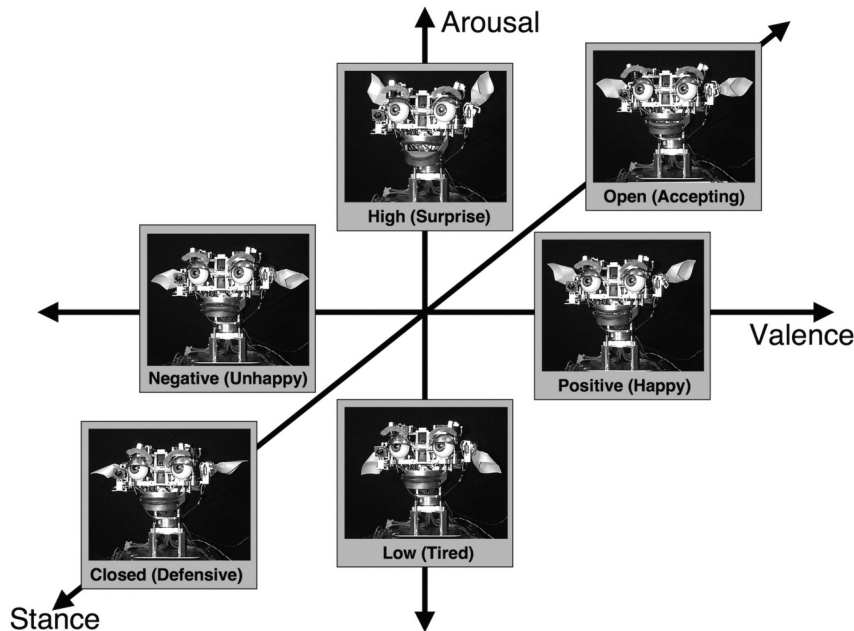 Arousal
High (Surprise)
Open (Accepting)
Negative (Unhappy)
Positive (Happy)
Valence
Closed (Defensive)
Low (Tired)
Stance